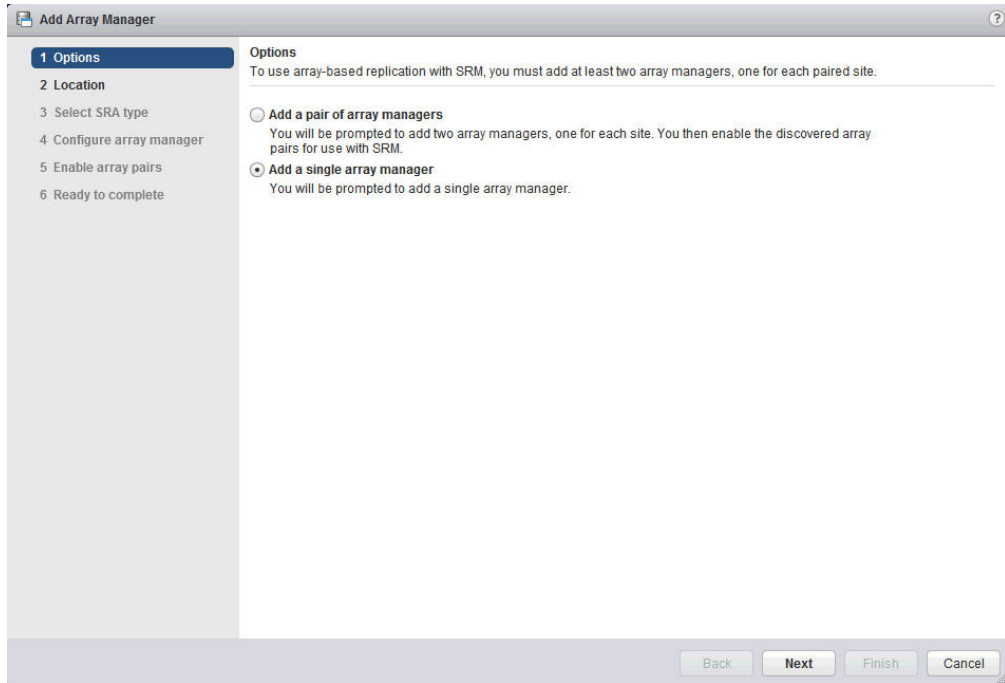 Add Array Manager
?
1 Options
2 Location
3 Select SRA type
4 Configure array manager
5 Enable array pairs
6 Ready to complete
Options
To use array-based replication with SRM, you must add at least two array managers, one for each paired site.
Add a pair of array managers
You will be prompted to add two array managers, one for each site. You then enable the discovered array
pairs for use with SRM.
Add a single array manager
You will be prompted to add a single array manager.
Back Next Finish Cancel